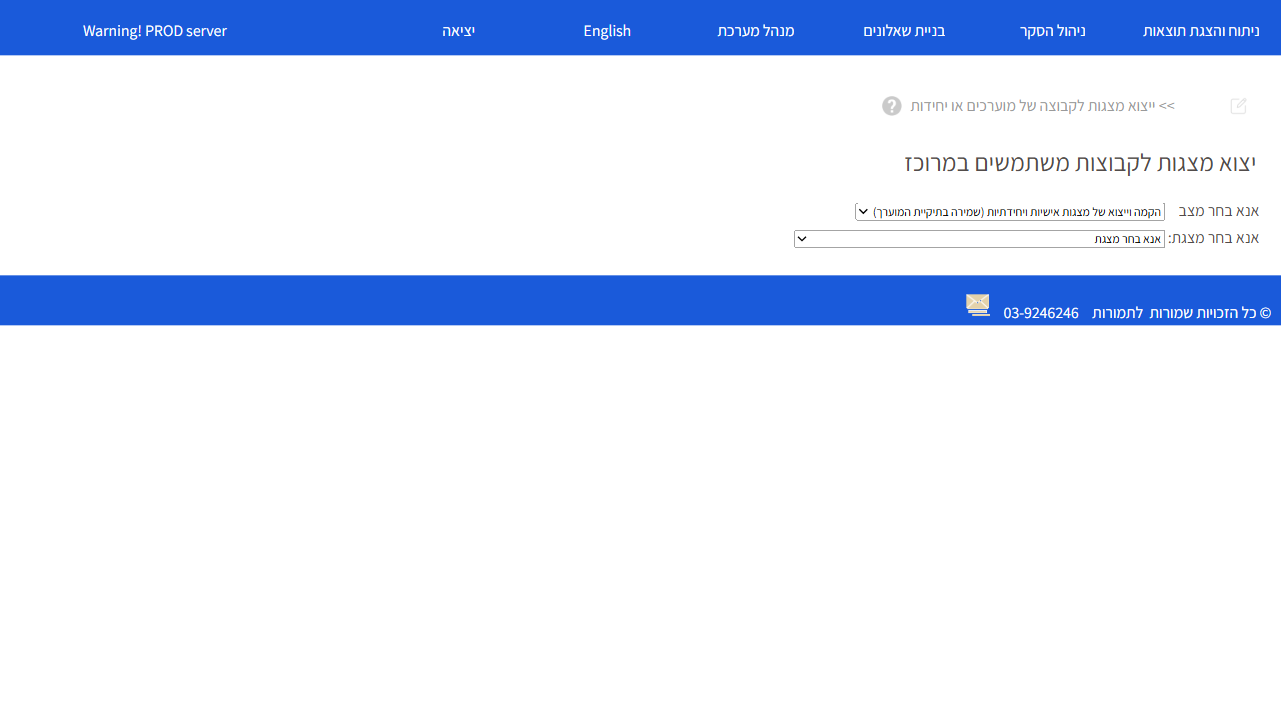 ניתוח והצגת תוצאות ניהול הסקר בניית שאלונים מנהל מערכת English יציאה Warning! PROD server
>> ייצוא מצגות לקבוצה של מוערכים או יחידות ?
יצוא מצגות לקבוצות משתמשים במרוכז
אנא בחר מצב הקמה וייצוא של מצגות אישיות ויחידתיות (שמירה בתיקיית המוערך)
אנא בחר מצגת: אנא בחר מצגת
© כל הזכויות שמורות לתמורות 03-9246246